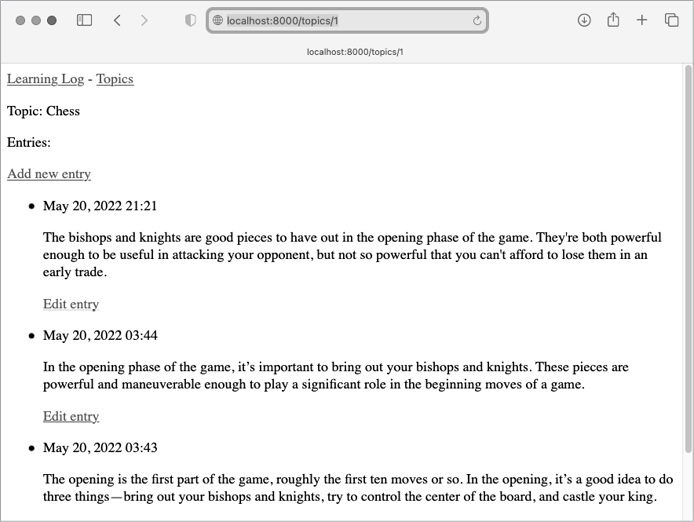 localhost:8000/topics/1
localhost:8000/topics/1
Learning Log - Topics
Topic: Chess
Entries:
Add new entry
• May 20, 2022 21:21
The bishops and knights are good pieces to have out in the opening phase of the game. They're both powerful
enough to be useful in attacking your opponent, but not so powerful that you can't afford to lose them in an
early trade.
Edit entry
• May 20, 2022 03:44
In the opening phase of the game, it’s important to bring out your bishops and knights. These pieces are
powerful and maneuverable enough to play a significant role in the beginning moves of a game.
Edit entry
• May 20, 2022 03:43
The opening is the first part of the game, roughly the first ten moves or so. In the opening, it’s a good idea to do
three things—bring out your bishops and knights, try to control the center of the board, and castle your king.